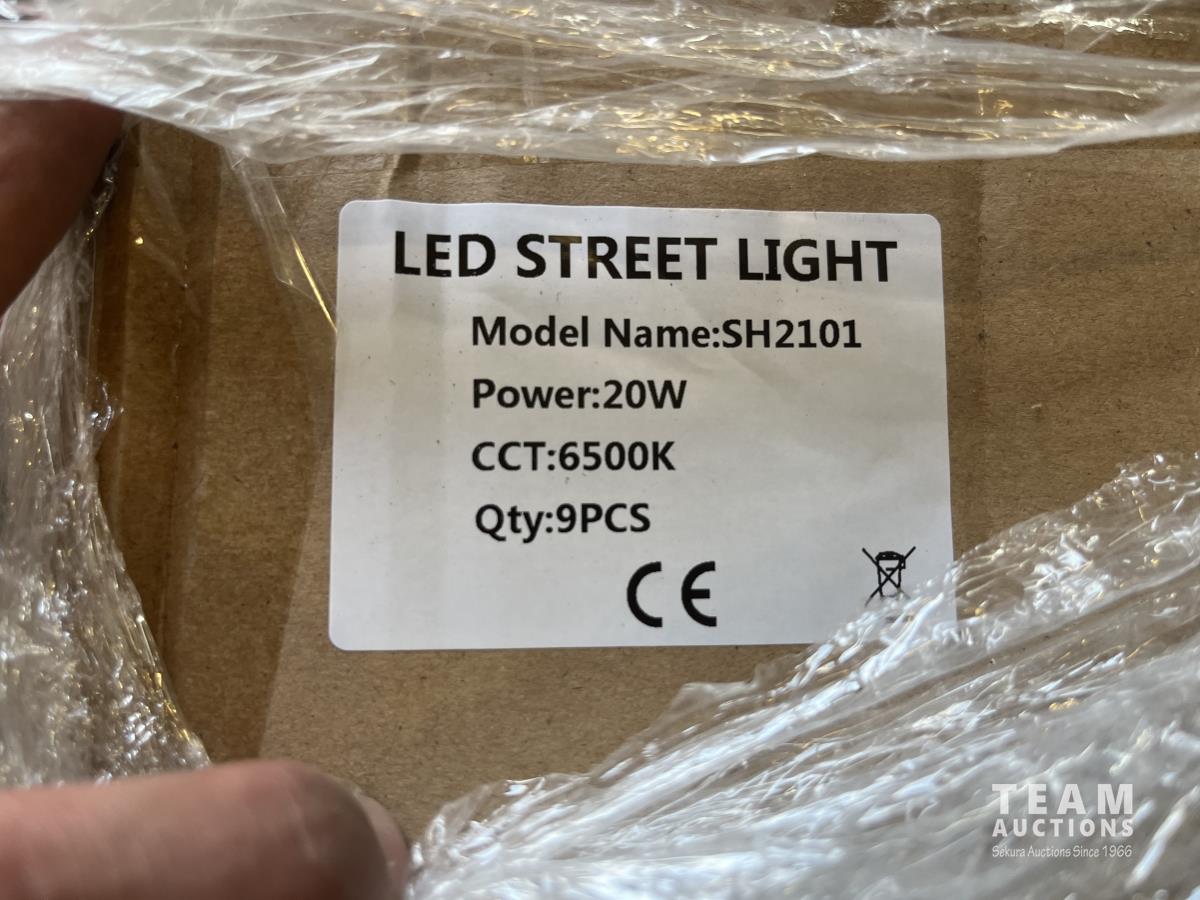 LED STREET LIGHT
Model Name:SH2101
Power:20W
CCT:6500K
Qty:9PCS
CE
TEAM
AUCTIONS
Sekura Auctions Since 1966